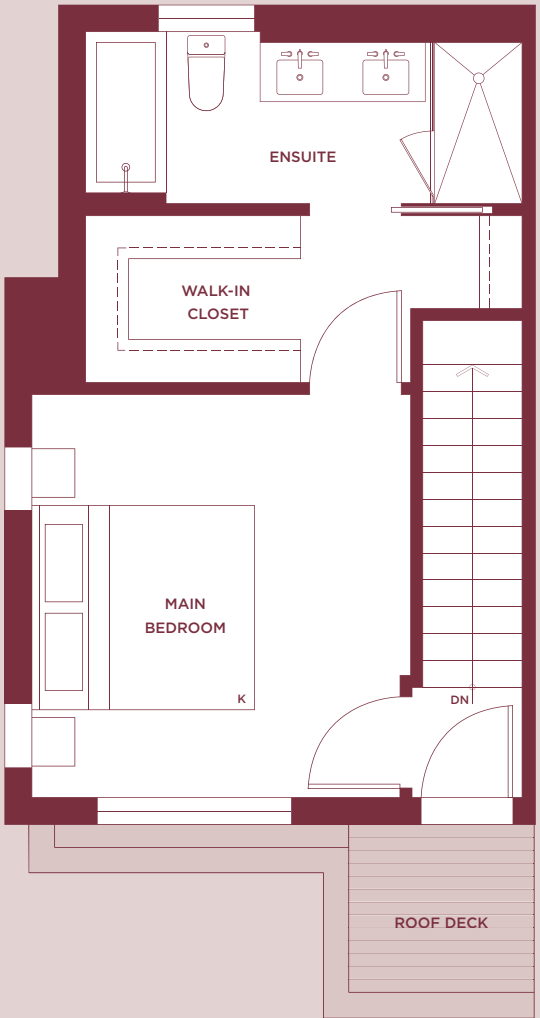 ENSUITE
WALK-IN
CLOSET
MAIN
BEDROOM
K
DN
ROOF DECK